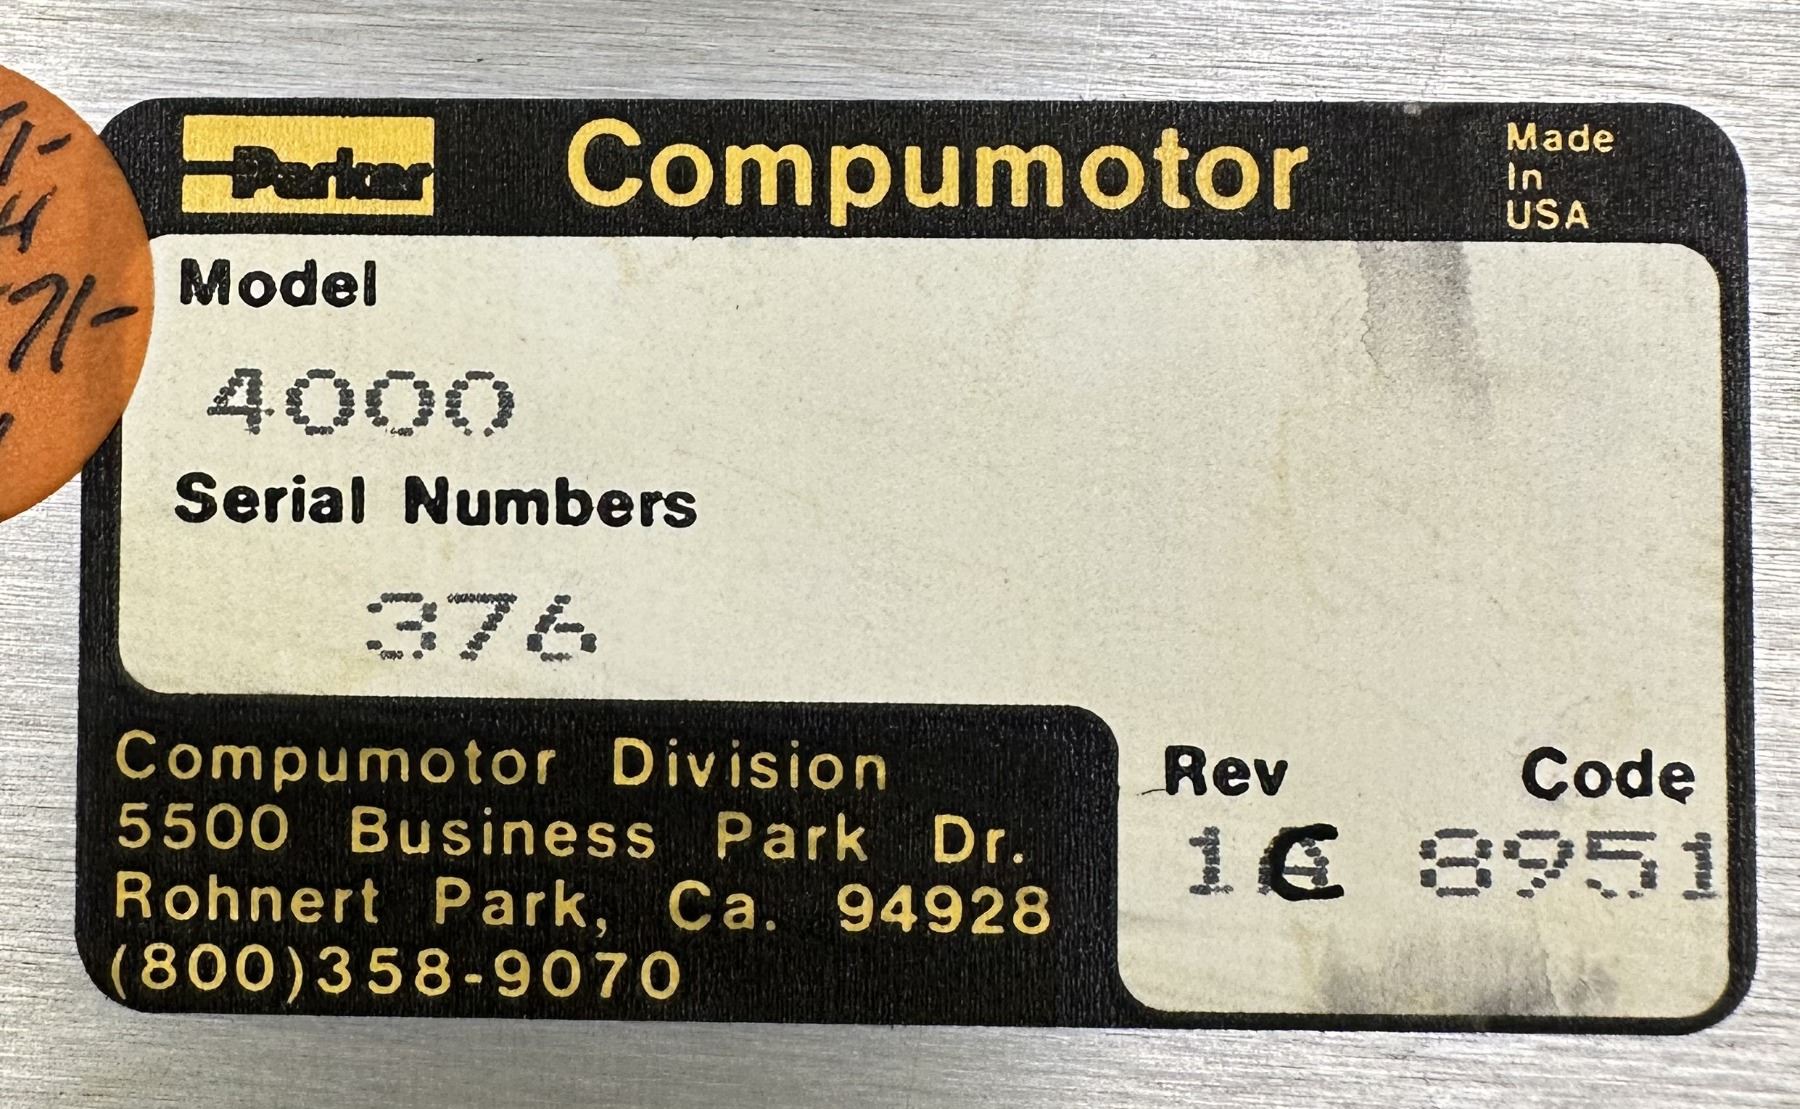 Parker Compumotor
Made
In
USA
Model
4000
Serial Numbers
376
Rev Code
1C 8951
Compumotor Division
5500 Business Park Dr.
Rohnert Park, Ca. 94928
(800)358-9070
71-